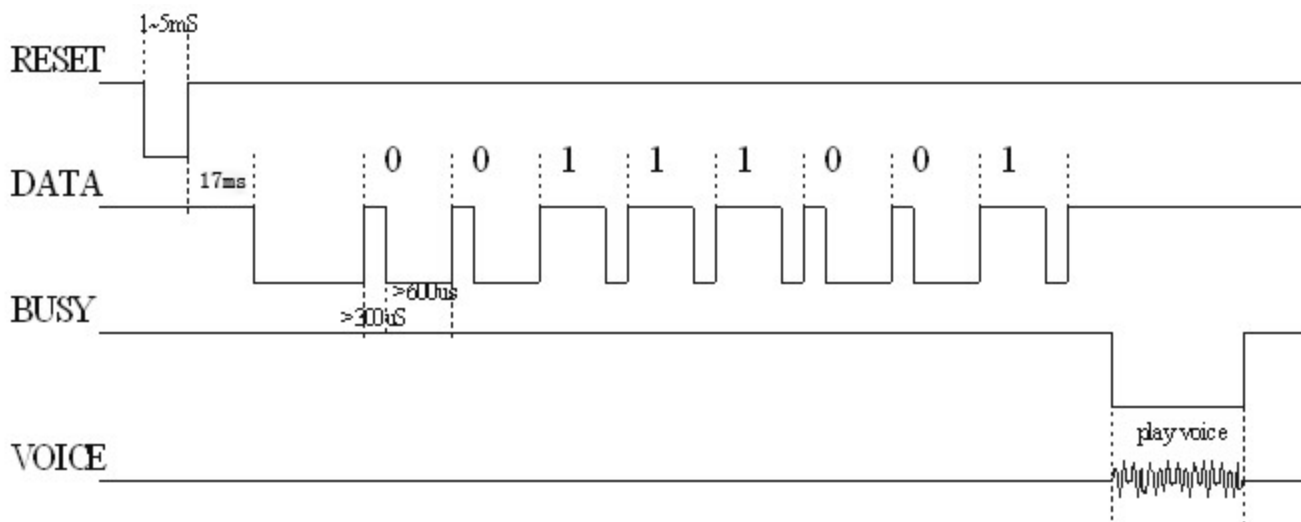 1~5mS
RESET
0 0 1 1 1 0 0 1
DATA
17ms
>600us
>300uS
BUSY
play voice
VOICE